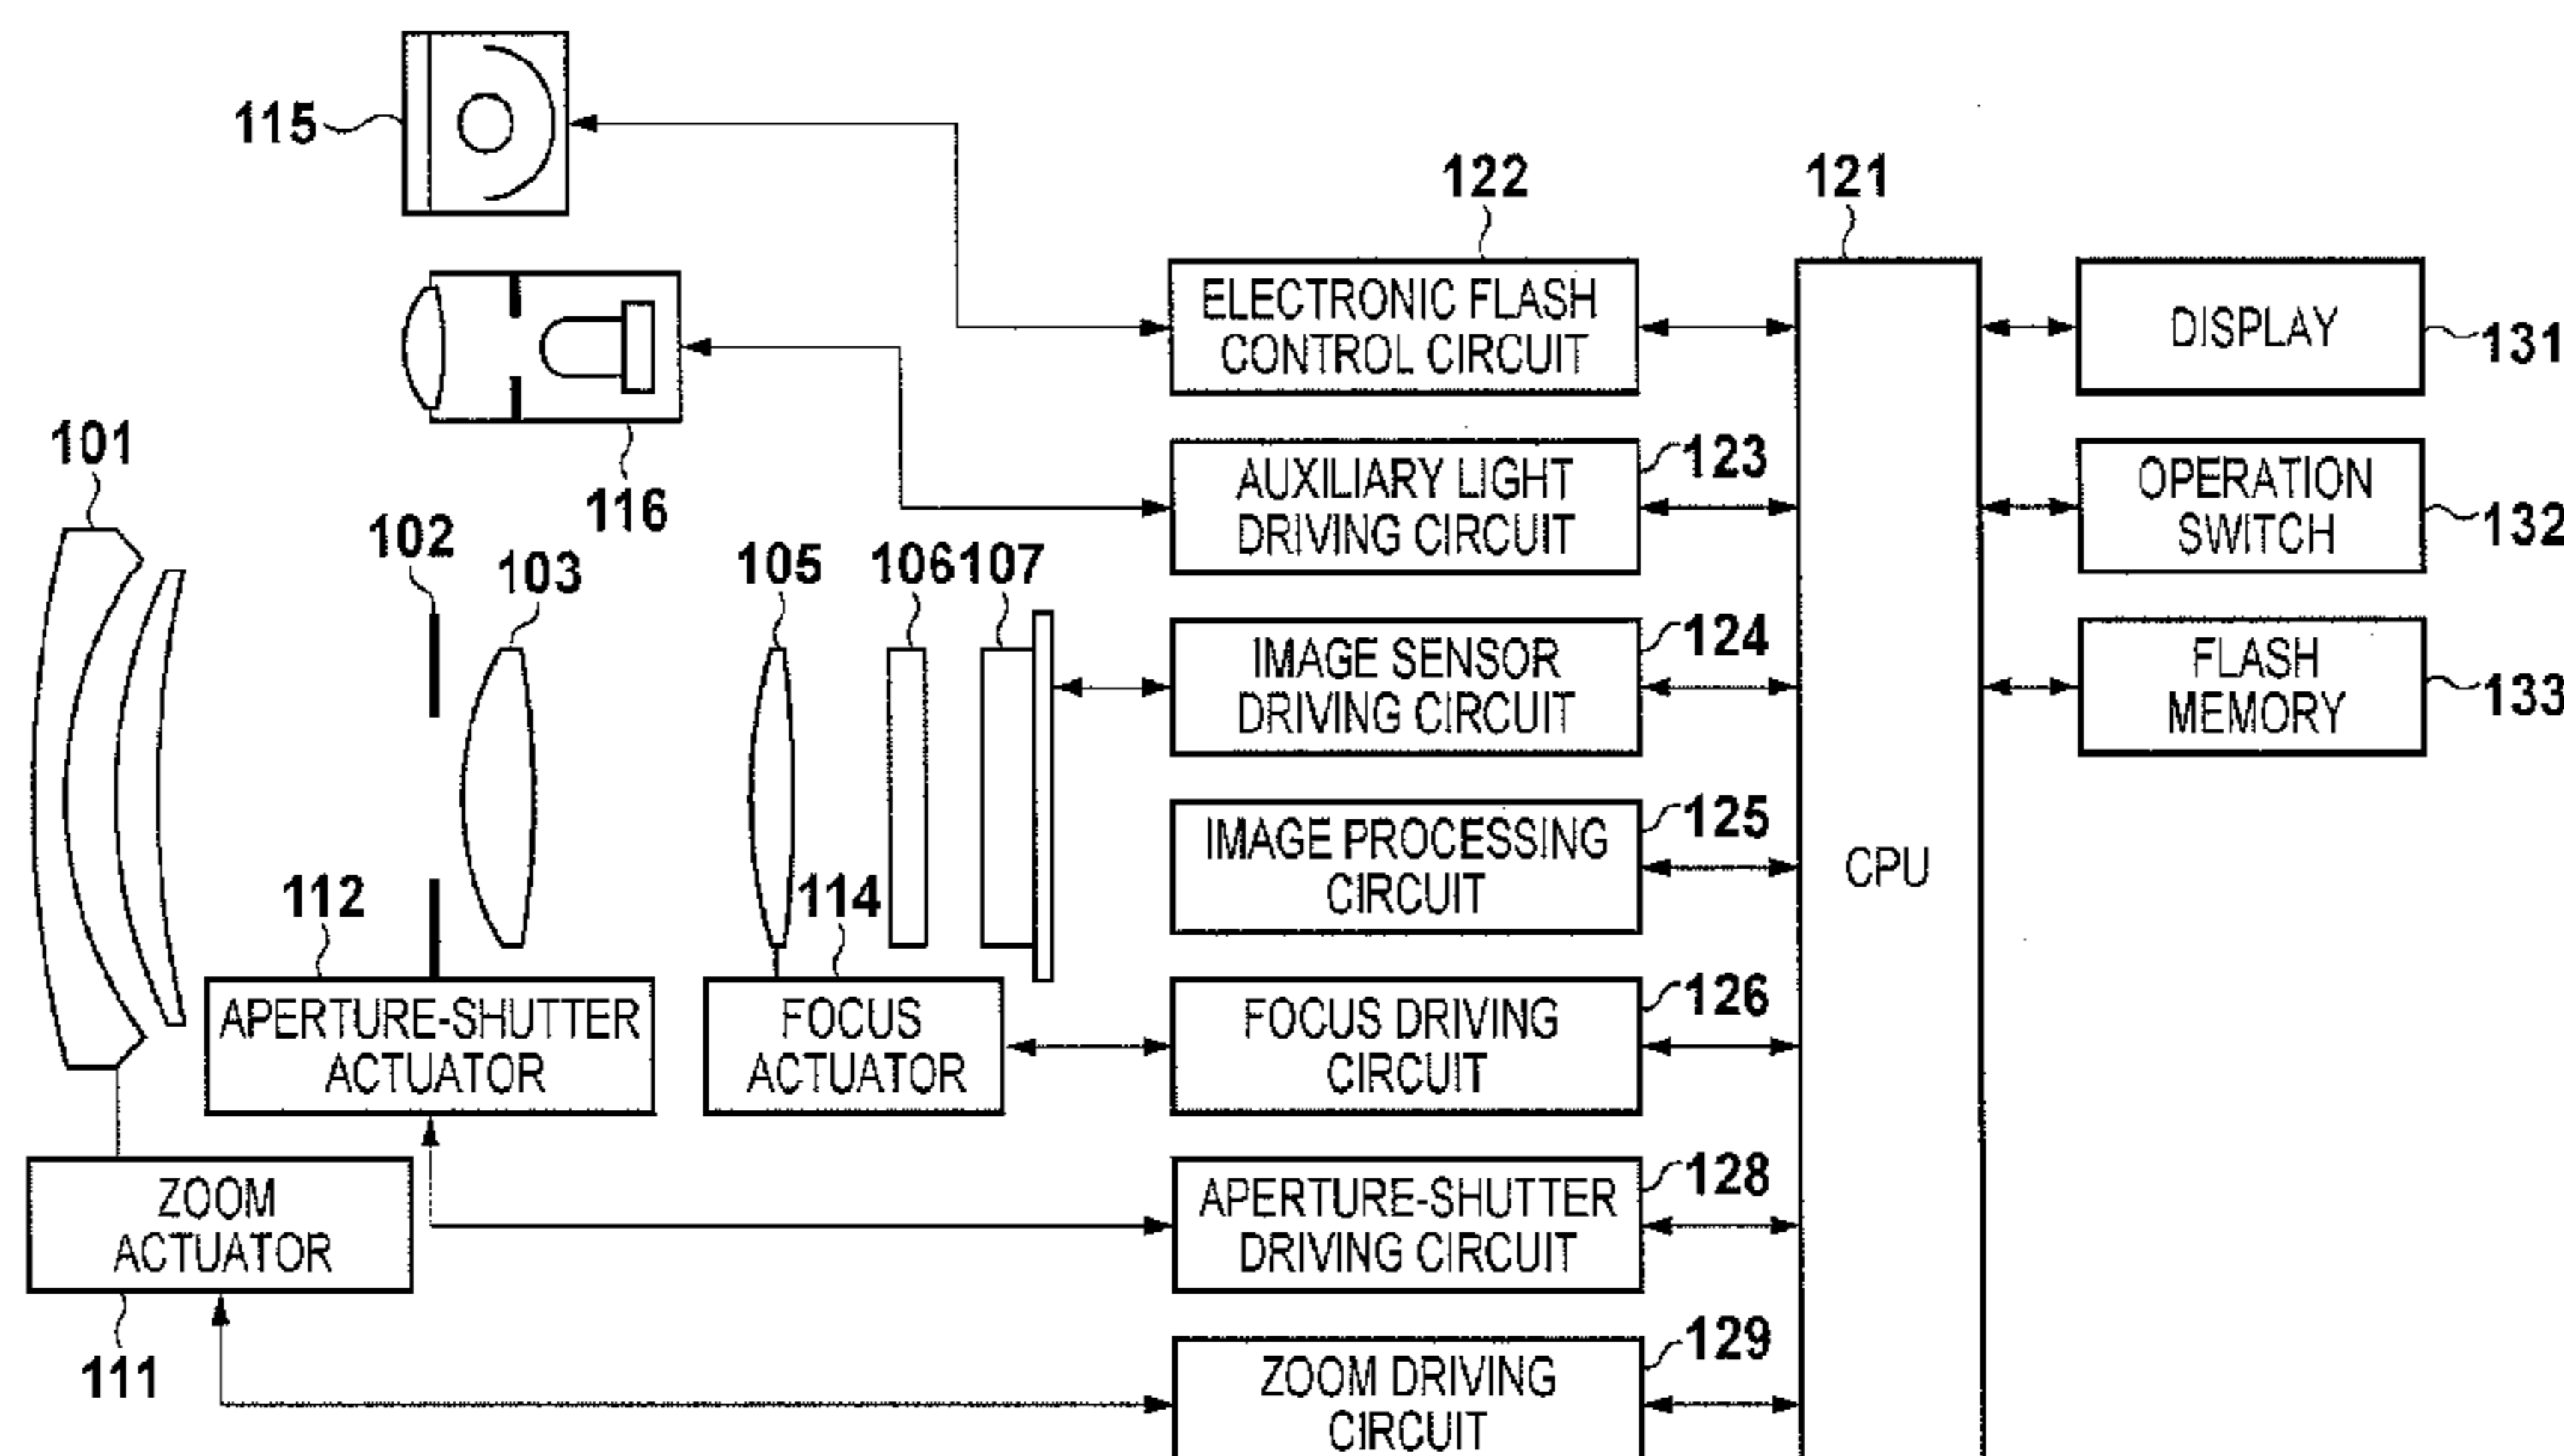 115
122
121
ELECTRONIC FLASH
CONTROL CIRCUIT
DISPLAY
131
101
116
AUXILIARY LIGHT
DRIVING CIRCUIT
123
OPERATION
SWITCH
132
102
103
105
106
107
IMAGE SENSOR
DRIVING CIRCUIT
124
FLASH
MEMORY
133
IMAGE PROCESSING
CIRCUIT
125
CPU
112
114
APERTURE-SHUTTER
ACTUATOR
FOCUS
ACTUATOR
FOCUS DRIVING
CIRCUIT
126
ZOOM
ACTUATOR
APERTURE-SHUTTER
DRIVING CIRCUIT
128
111
ZOOM DRIVING
CIRCUIT
129